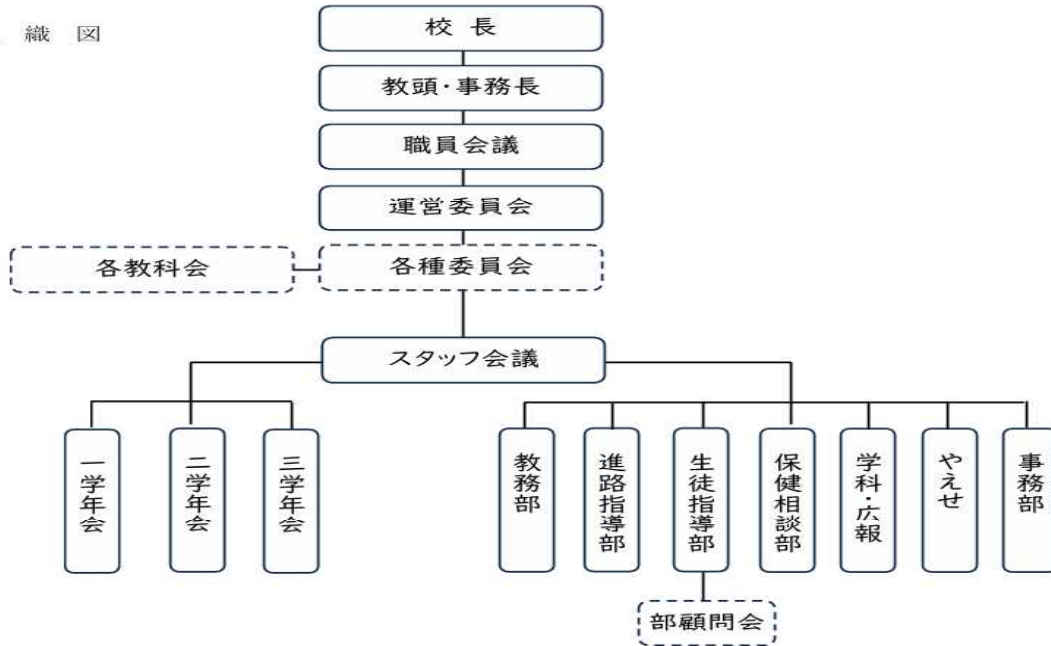 織 図
校 長
教頭・事務長
職員会議
運営委員会
各教科会
各種委員会
スタッフ会議
一学年会
二学年会
三学年会
教務部
進路指導部
生徒指導部
保健相談部
学科・広報
やえせ
事務部
部顧問会